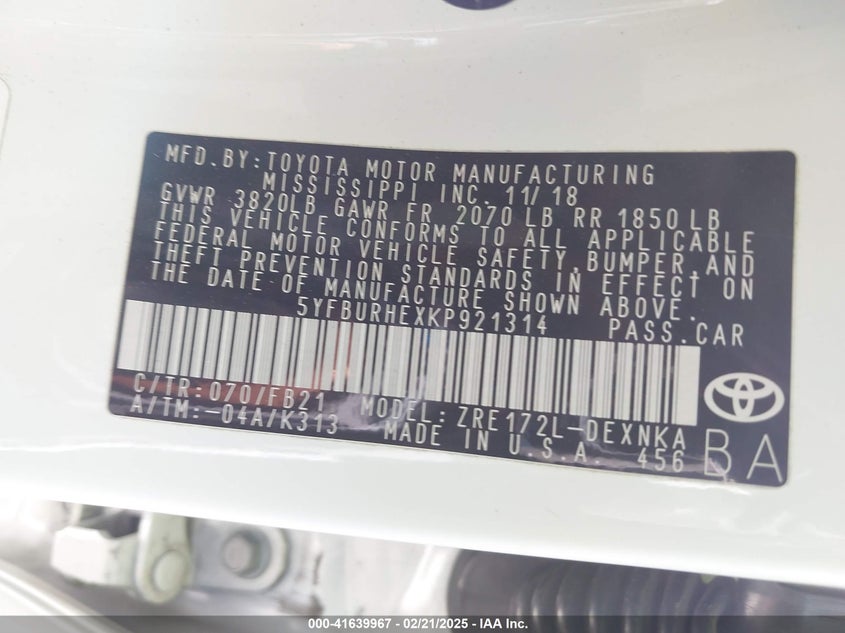 MFD. BY: TOYOTA MOTOR MANUFACTURING
MISSISSIPPI INC. 11/18
GVWR 3820LB GAWR FR 2070 LB RR 1850LB
THIS VEHICLE CONFORMS TO ALL APPLICABLE
FEDERAL MOTOR VEHICLE SAFETY, BUMPER, AND
THEFT PREVENTION STANDARDS IN EFFECT ON
THE DATE OF MANUFACTURE SHOWN ABOVE.
5YFBURHEXKP921314 PASS. CAR
C/TR: 070/FB21 MODEL: ZRE172L-DEXNKA
A/TM: -04A/K313 MADE IN U.S.A. 456
BA
000-41639967 - 02/21/2025 - IAA Inc.